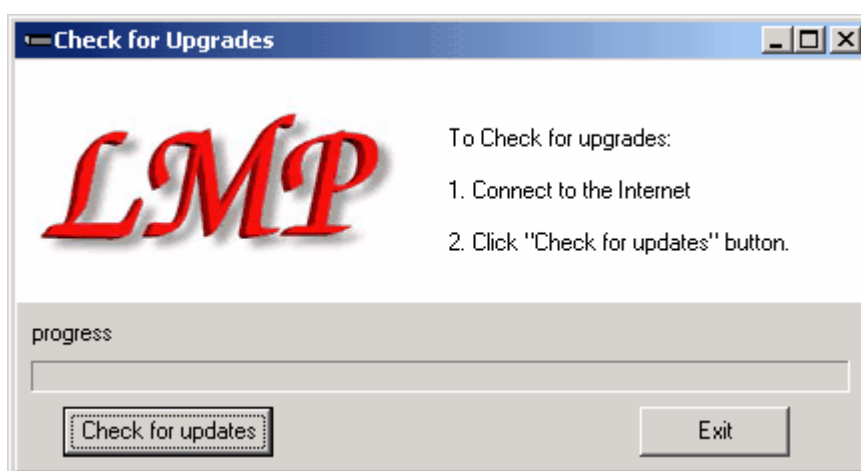 Check for Upgrades
LMP
To Check for upgrades:
1. Connect to the Internet
2. Click "Check for updates" button.
progress
Check for updates
Exit